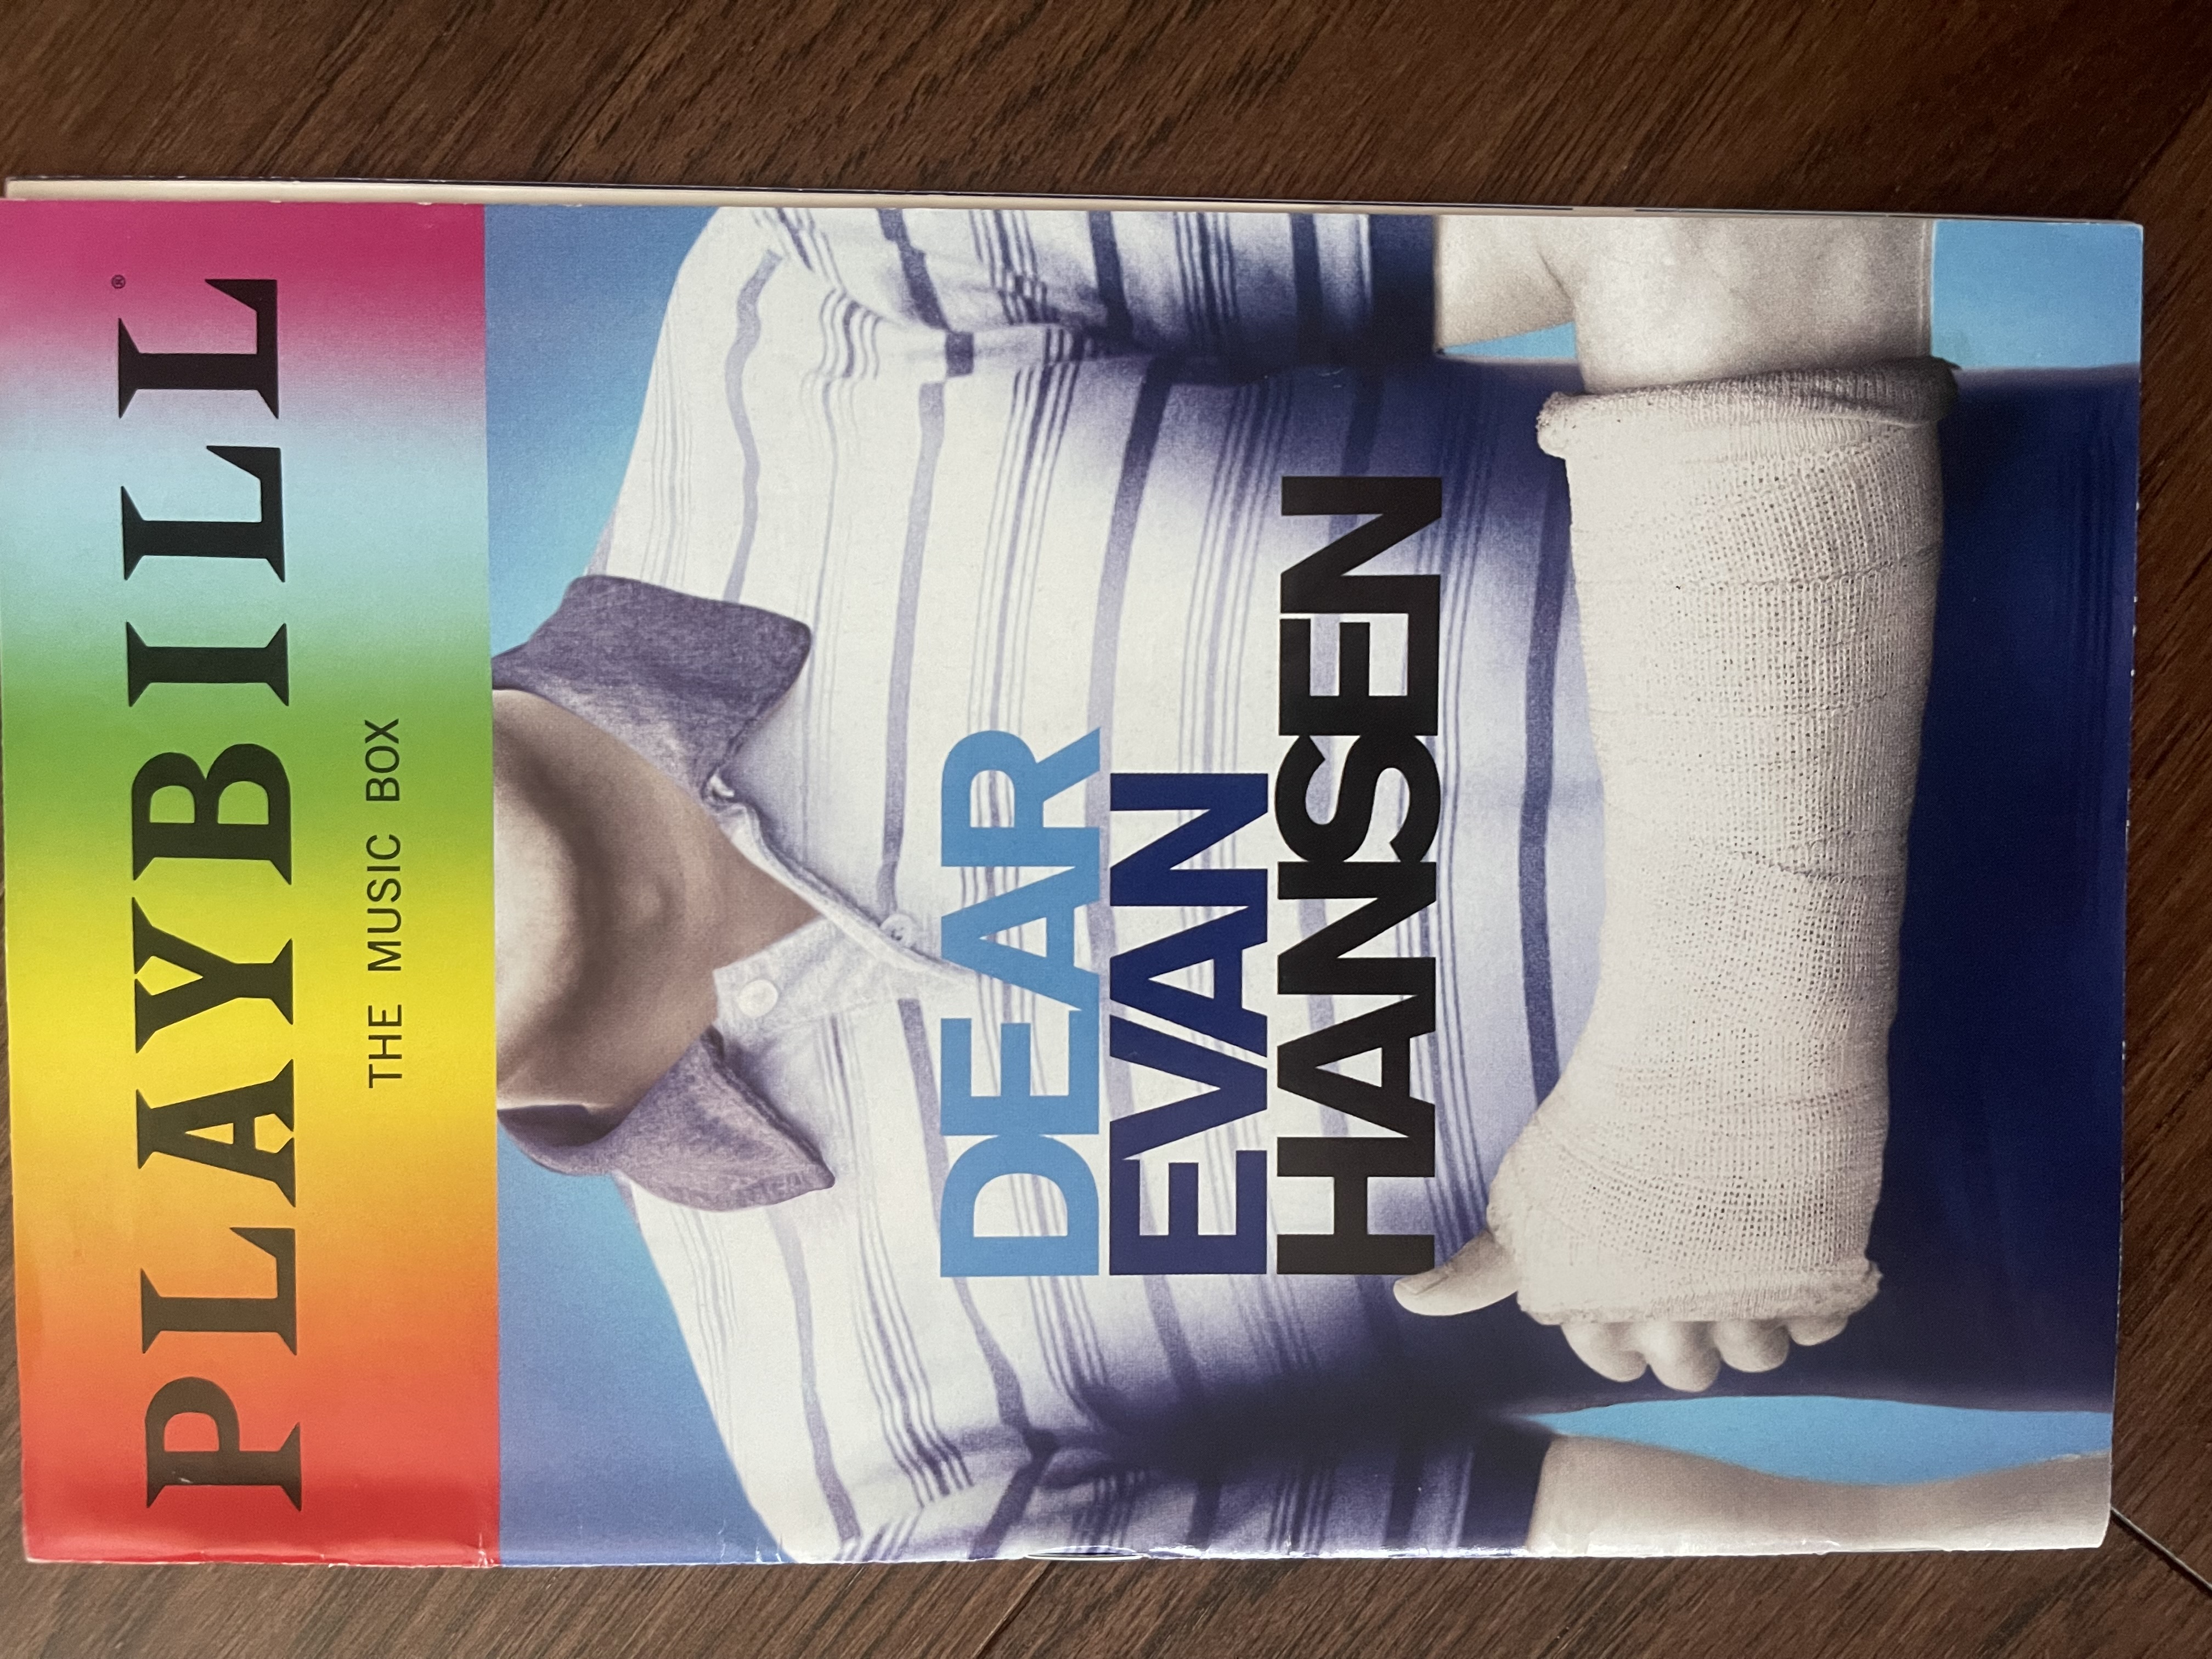 PLAYBILL®
THE MUSIC BOX
DEAR
EVAN
HANSEN